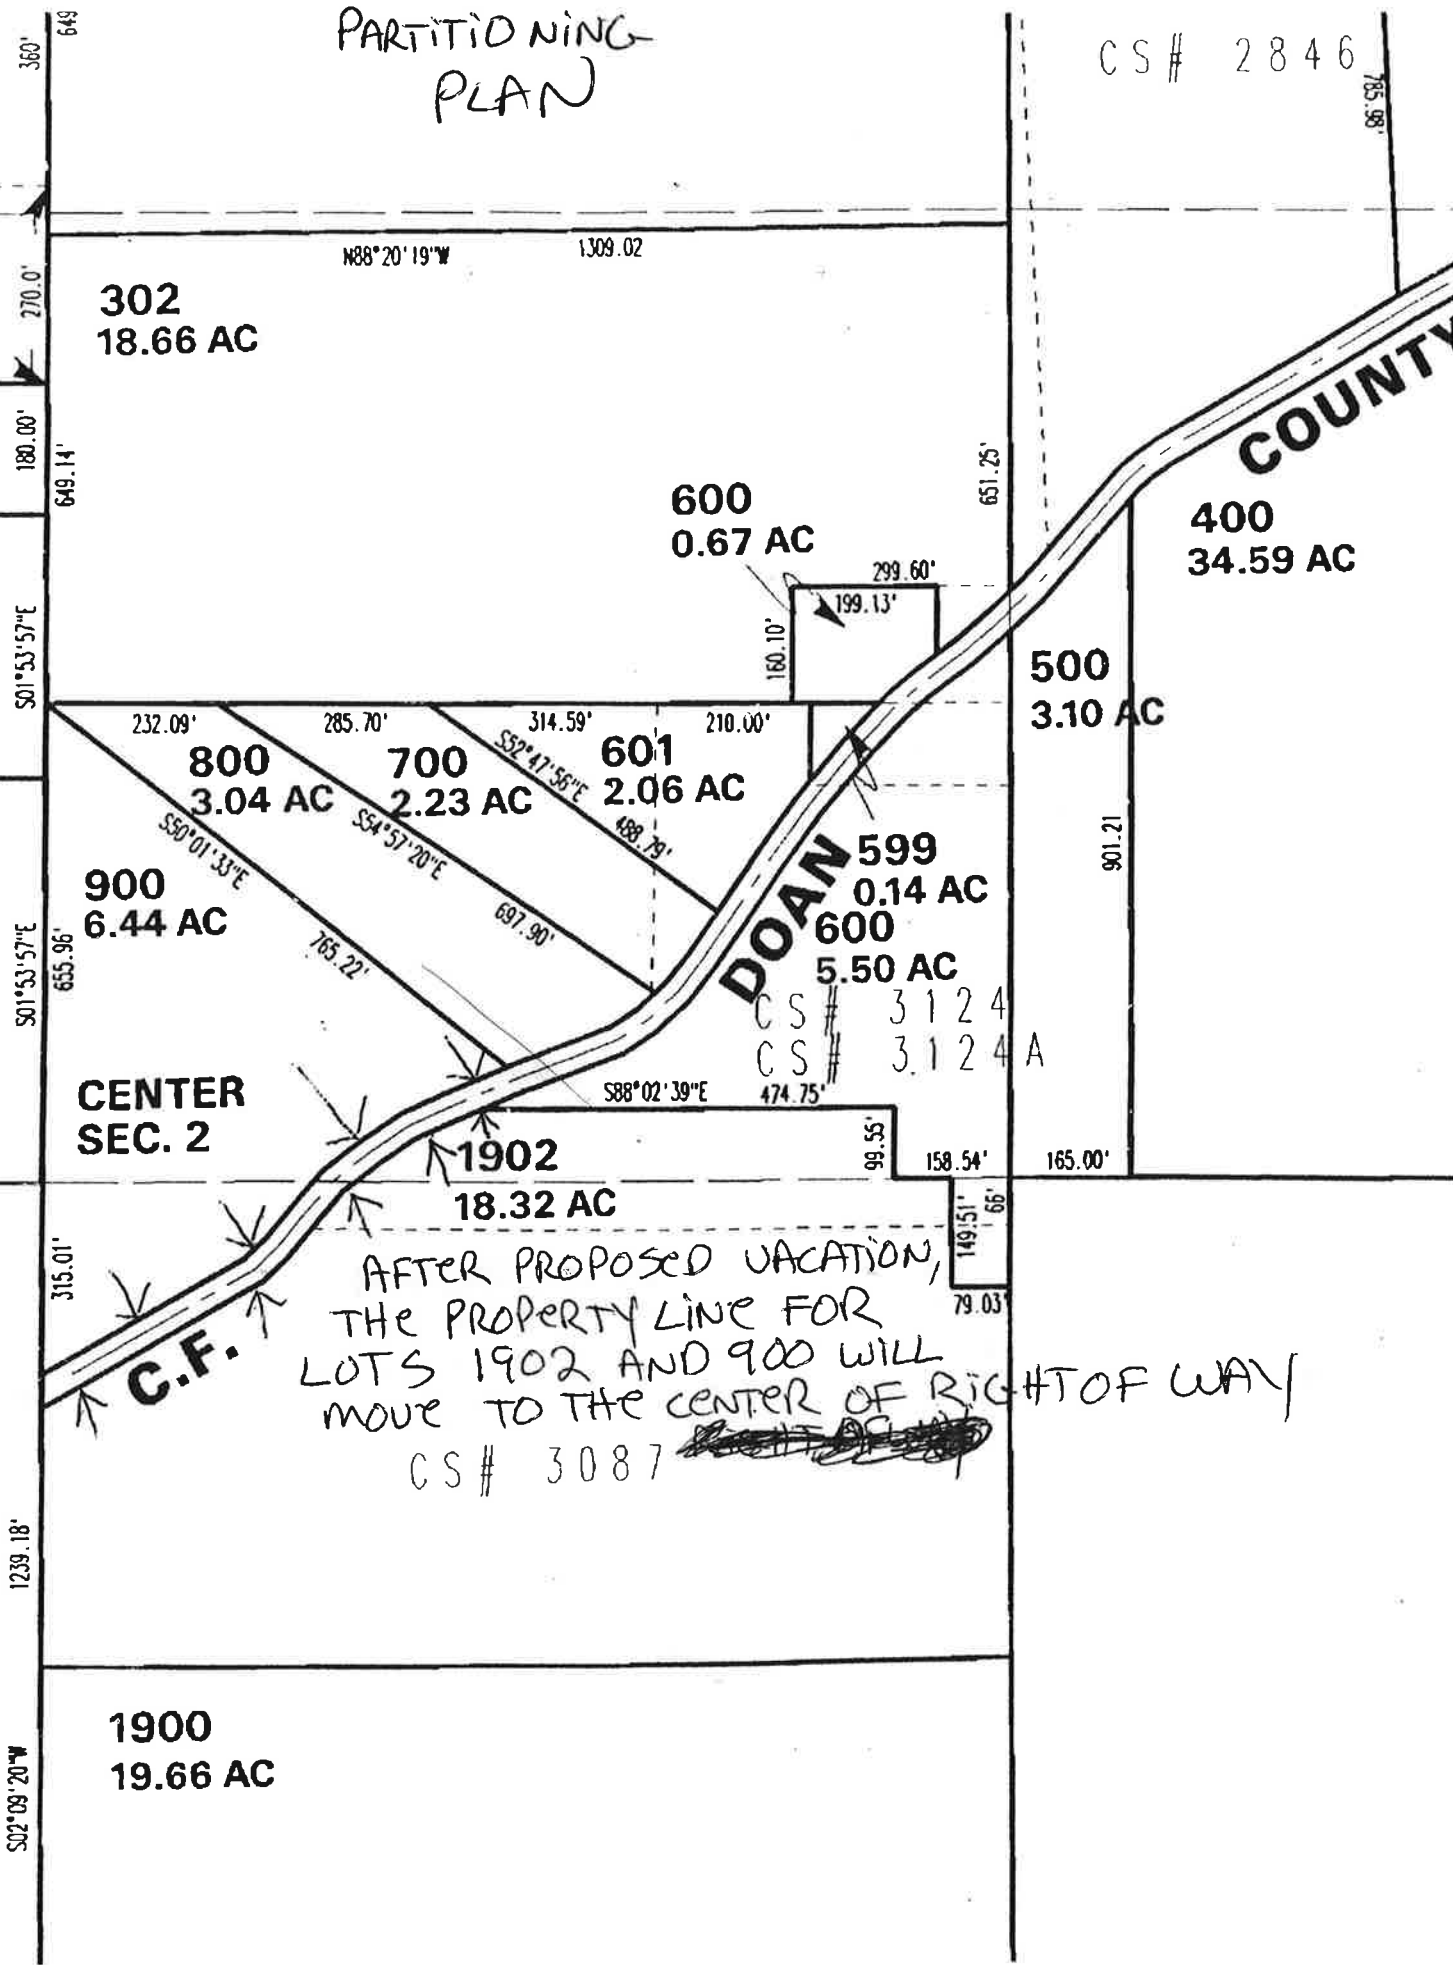 PARTITIONING
PLAN
CS# 2846
360'
649
785.98'
N88°20'19"W
1309.02
270.0'
302
18.66 AC
180.00'
649.14'
651.25'
COUNTY
600
0.67 AC
400
34.59 AC
299.60'
199.13'
160.10'
S01°53'57"E
500
3.10 AC
232.09'
285.70'
314.59'
210.00'
800
3.04 AC
700
2.23 AC
S52°47'56"E
601
2.06 AC
488.79'
S50°01'33"E
S54°57'20"E
697.90'
765.22'
901.21
DOAN
599
0.14 AC
600
5.50 AC
900
6.44 AC
S01°53'57"E
655.96'
CS# 3124
CS# 3124A
CENTER
SEC. 2
S88°02'39"E
474.75'
99.55'
158.54'
165.00'
1902
18.32 AC
149.51'
66'
79.03'
315.01'
C.F.
AFTER PROPOSED VACATION,
THE PROPERTY LINE FOR
LOTS 1902 AND 900 WILL
MOVE TO THE CENTER OF RIGHT OF WAY
CS# 3087
1239.18'
1900
19.66 AC
S02°09'20"W